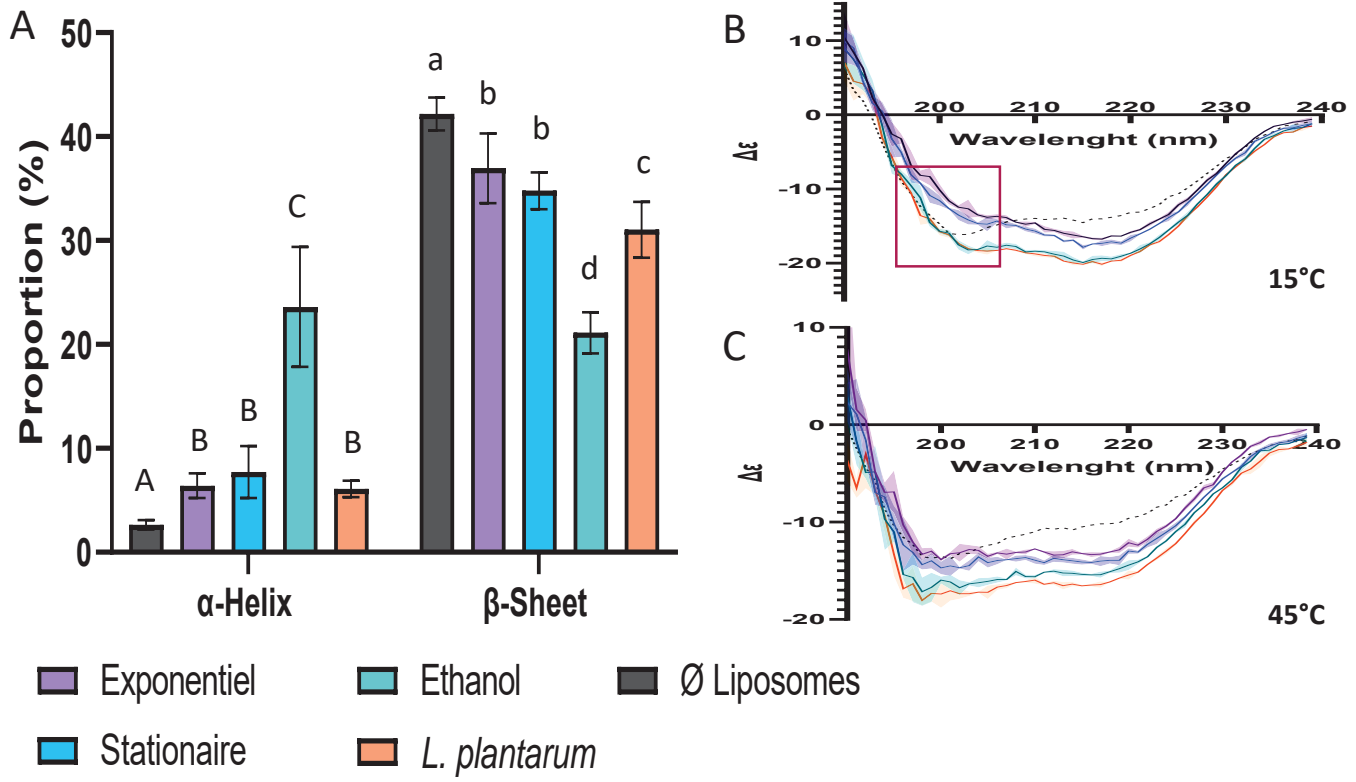 A
Proportion (%)
50
40
30
20
10
0
A
B
B
C
B
a
b
b
d
c
α-Helix
β-Sheet
B
10
0
-10
-20
Δε
200
210
220
230
240
Wavelenght (nm)
15°C
C
10
0
-10
-20
Δε
200
210
220
230
240
Wavelenght (nm)
45°C
Exponentiel
Ethanol
Ø Liposomes
Stationaire
L. plantarum